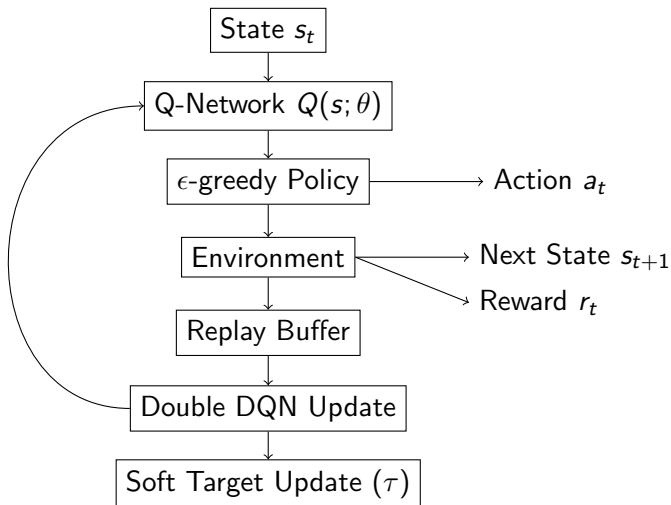 State s_t
Q-Network Q(s; θ)
ϵ-greedy Policy
Action a_t
Environment
Next State s_{t+1}
Reward r_t
Replay Buffer
Double DQN Update
Soft Target Update (τ)